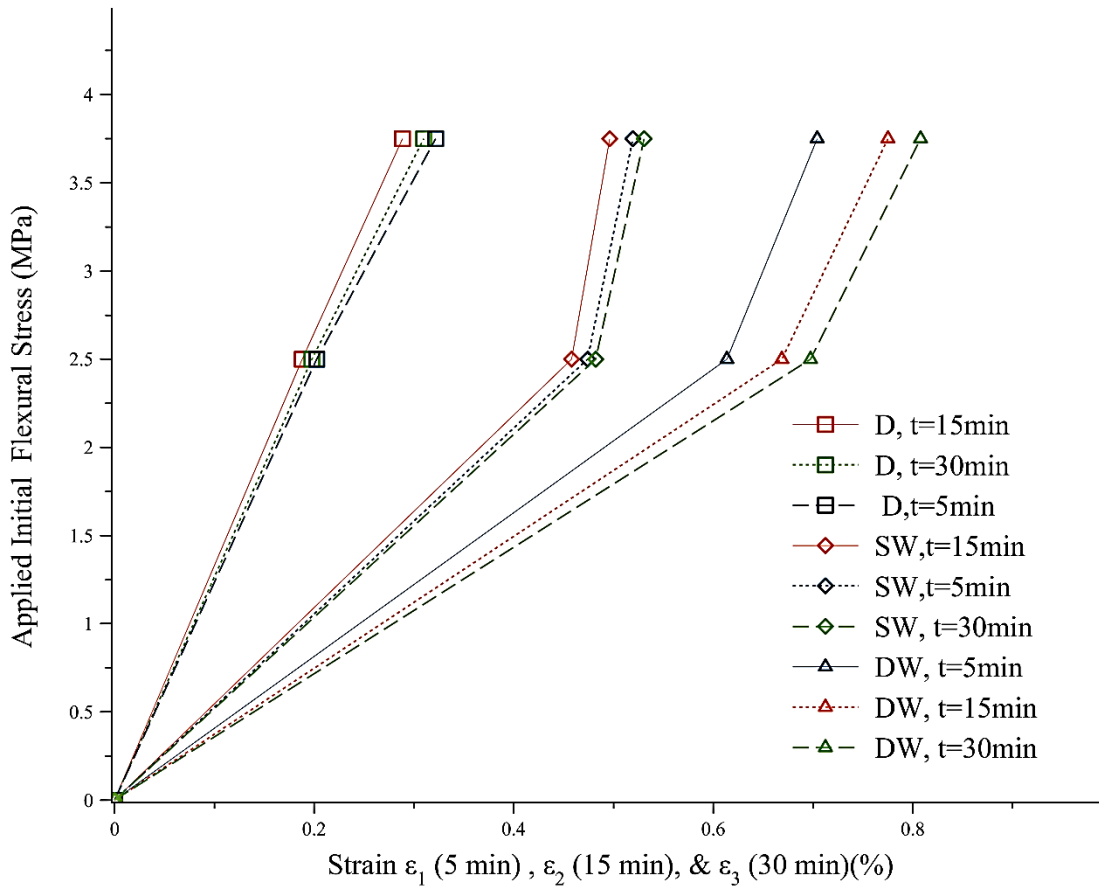 4
3.5
3
2.5
2
1.5
1
0.5
0
Applied Initial Flexural Stress (MPa)
D, t=15min
D, t=30min
D,t=5min
SW,t=15min
SW,t=5min
SW, t=30min
DW, t=5min
DW, t=15min
DW, t=30min
0 0.2 0.4 0.6 0.8
Strain ε₁ (5 min) , ε₂ (15 min), & ε₃ (30 min)(%)